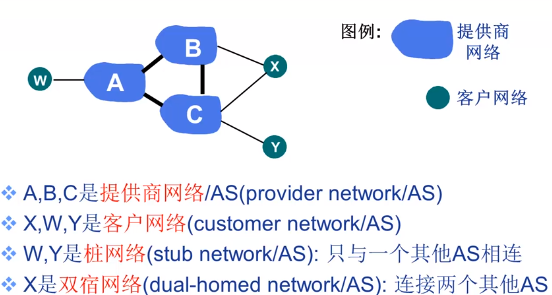 图例:
提供商
网络
客户网络
W
A
B
C
X
Y
❖ A,B,C是提供商网络/AS(provider network/AS)
❖ X,W,Y是客户网络(customer network/AS)
❖ W,Y是桩网络(stub network/AS): 只与一个其他AS相连
❖ X是双宿网络(dual-homed network/AS): 连接两个其他AS